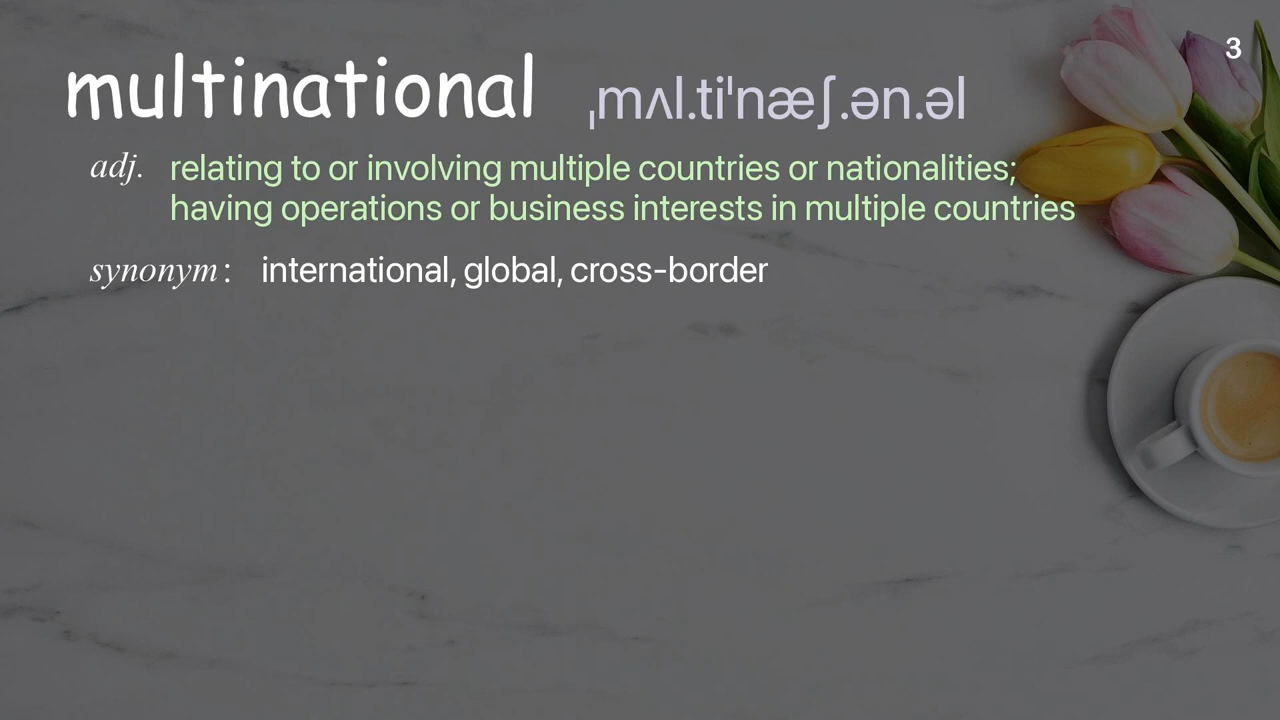 3
multinational ˌmʌl.tiˈnæʃ.ən.əl
adj. relating to or involving multiple countries or nationalities;
having operations or business interests in multiple countries
synonym : international, global, cross-border